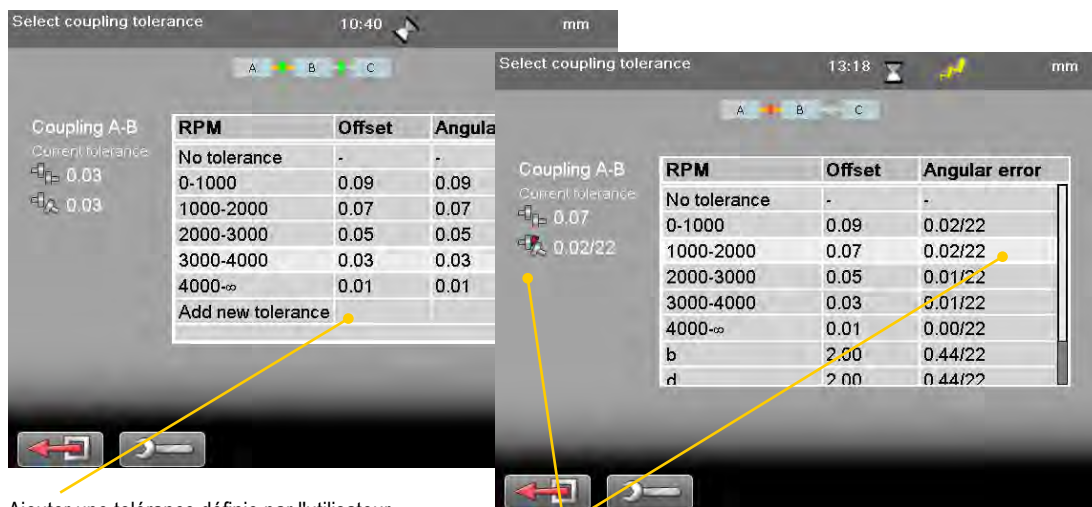 Select coupling tolerance 10:40 mm
A B C
Coupling A-B
Current tolerance
0.03
0.03
RPM Offset Angula
No tolerance - -
0-1000 0.09 0.09
1000-2000 0.07 0.07
2000-3000 0.05 0.05
3000-4000 0.03 0.03
4000-∞ 0.01 0.01
Add new tolerance
Select coupling tolerance 13:18 mm
A B C
Coupling A-B
Current tolerance
0.07
0.02/22
RPM Offset Angular error
No tolerance - -
0-1000 0.09 0.02/22
1000-2000 0.07 0.02/22
2000-3000 0.05 0.01/22
3000-4000 0.03 0.01/22
4000-∞ 0.01 0.00/22
b 2.00 0.44/22
d 2.00 0.44/22
Ajouter une tolérance définie par l'utilisateur